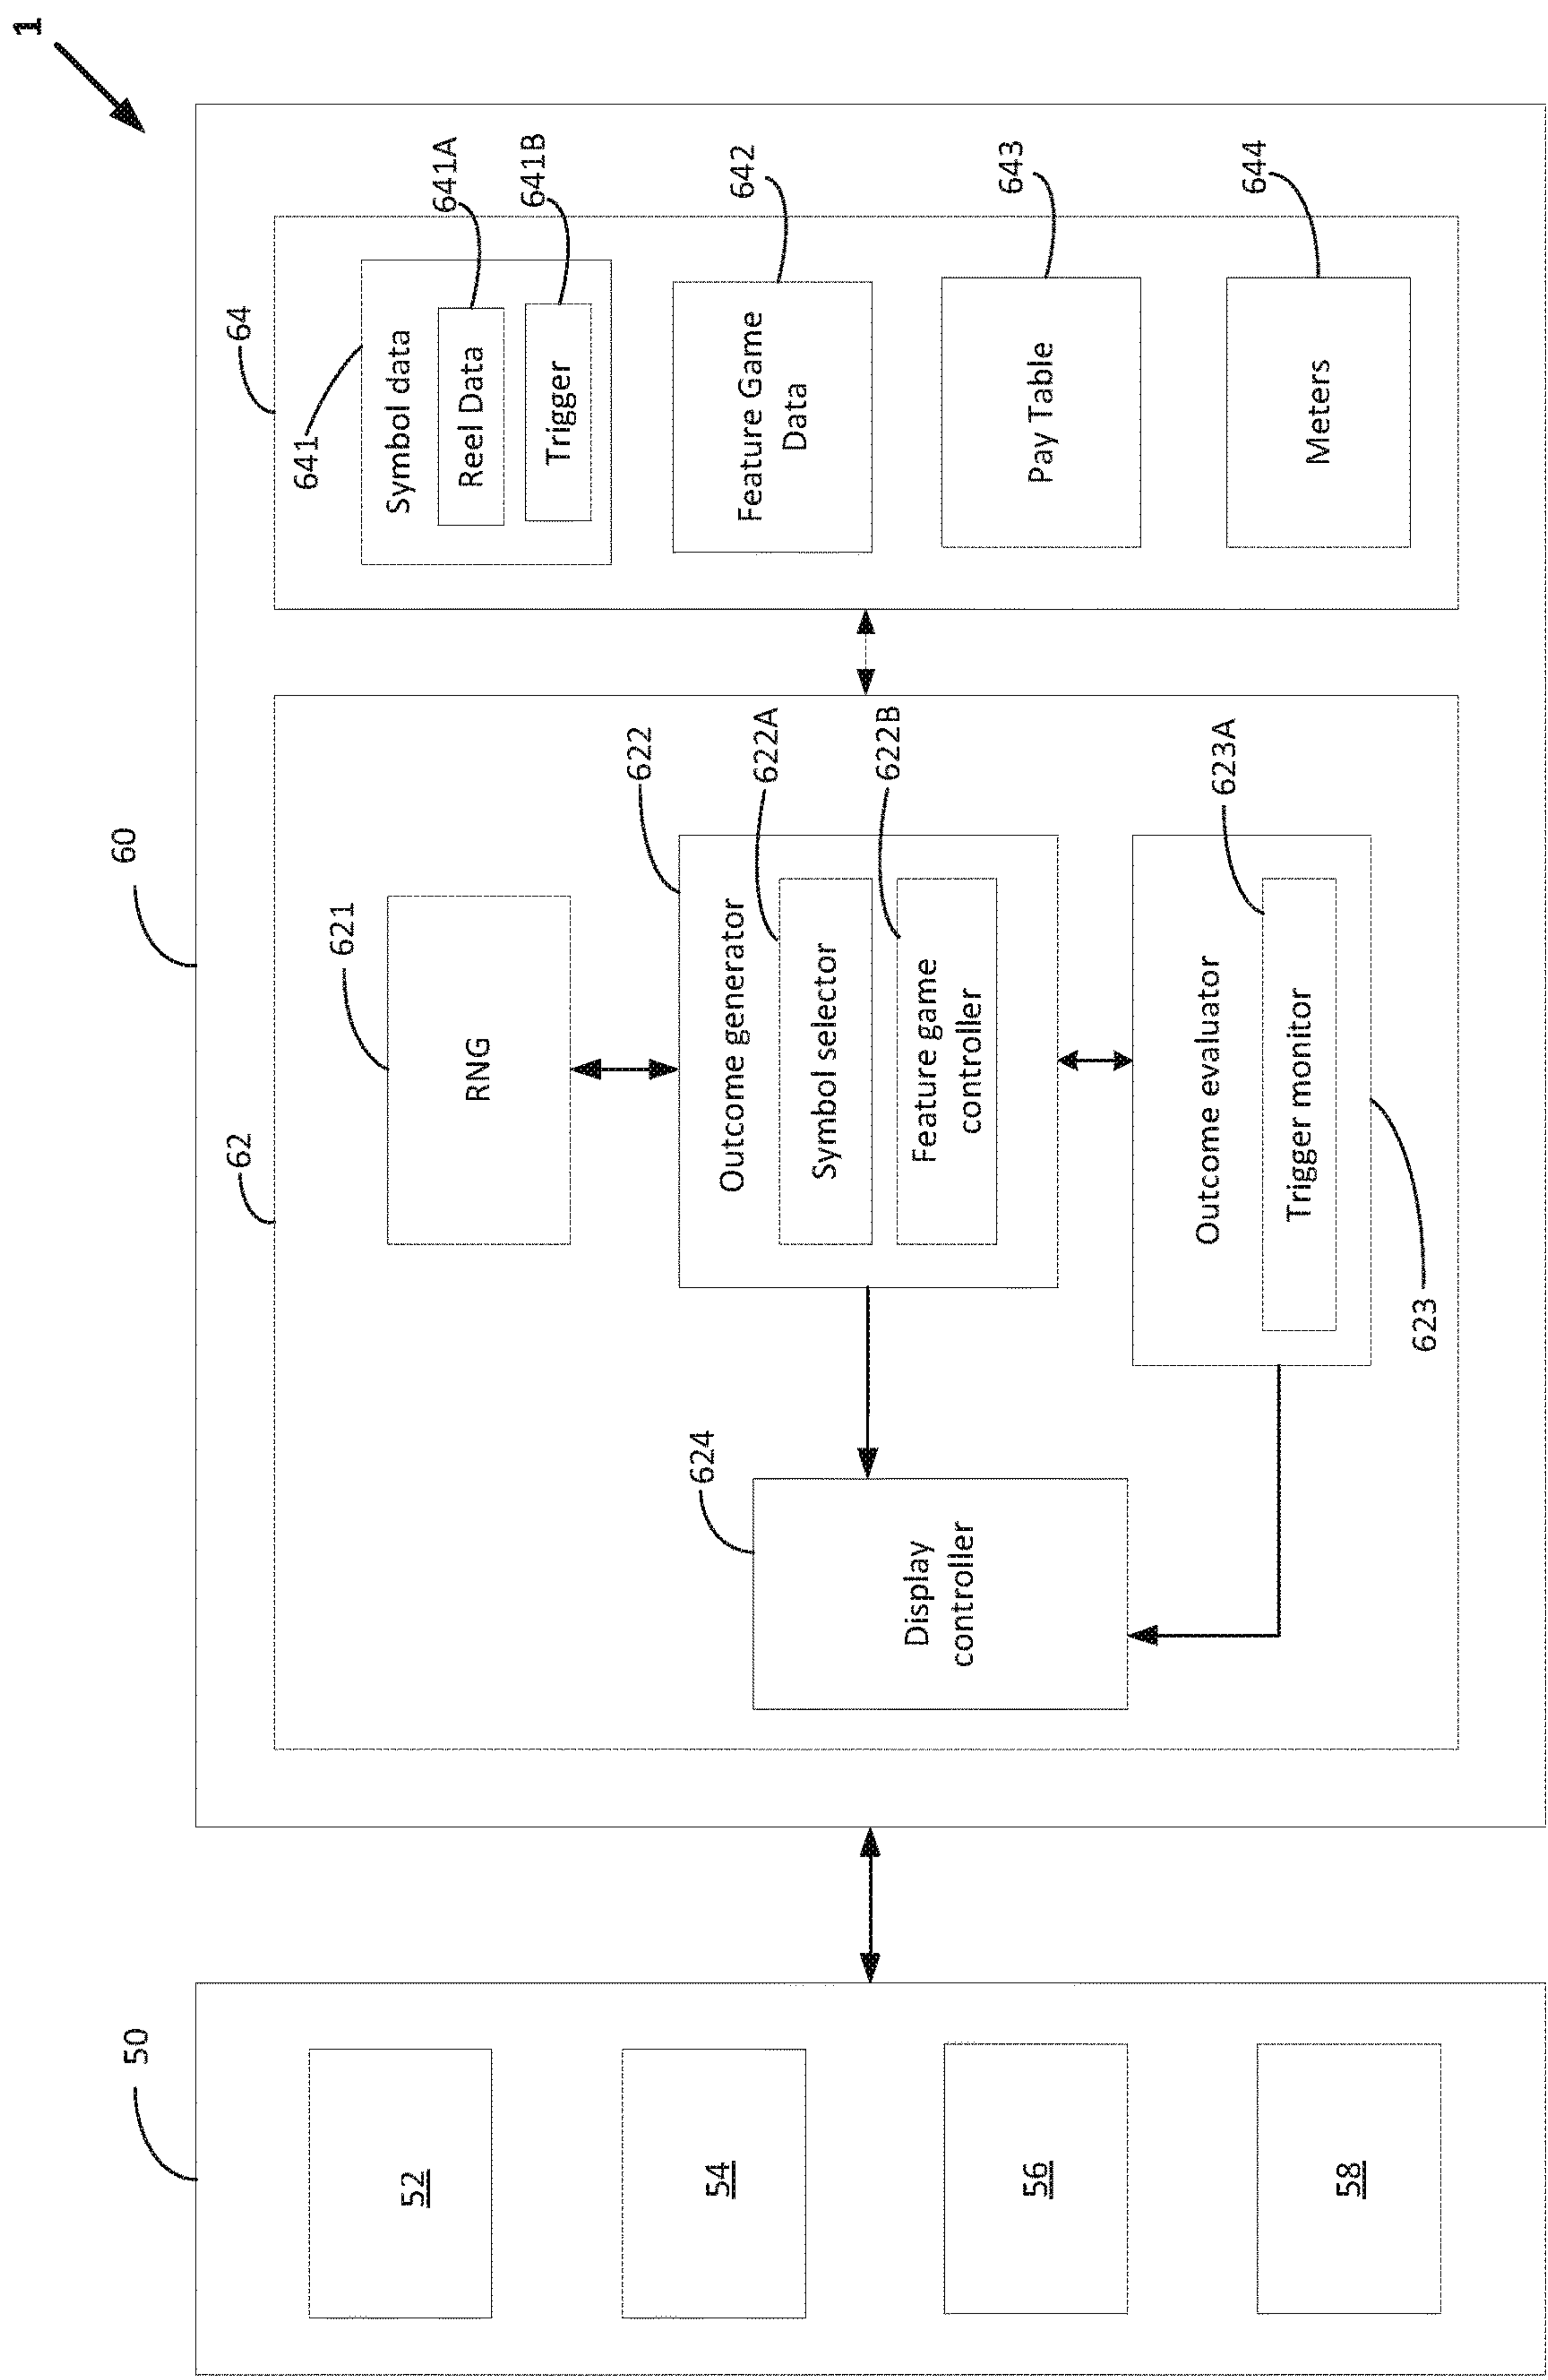 1
60
50
62
64
52
54
56
58
621
RNG
622
Outcome generator
622A
Symbol selector
622B
Feature game
controller
Outcome evaluator
623A
Trigger monitor
623
624
Display
controller
641
Symbol data
641A
Reel Data
641B
Trigger
642
Feature Game
Data
643
Pay Table
644
Meters